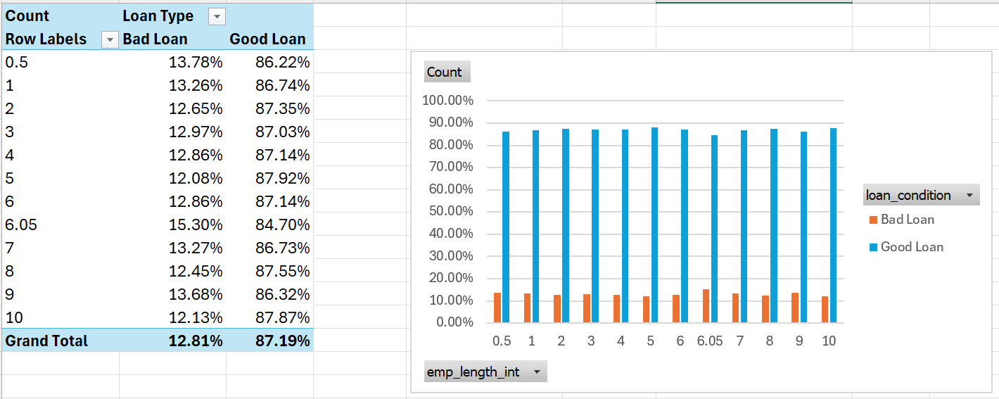 Count Loan Type
Row Labels Bad Loan Good Loan
0.5 13.78% 86.22%
1 13.26% 86.74%
2 12.65% 87.35%
3 12.97% 87.03%
4 12.86% 87.14%
5 12.08% 87.92%
6 12.86% 87.14%
6.05 15.30% 84.70%
7 13.27% 86.73%
8 12.45% 87.55%
9 13.68% 86.32%
10 12.13% 87.87%
Grand Total 12.81% 87.19%
Count
100.00%
90.00%
80.00%
70.00%
60.00%
50.00%
40.00%
30.00%
20.00%
10.00%
0.00%
0.5 1 2 3 4 5 6 6.05 7 8 9 10
emp_length_int
loan_condition
Bad Loan
Good Loan